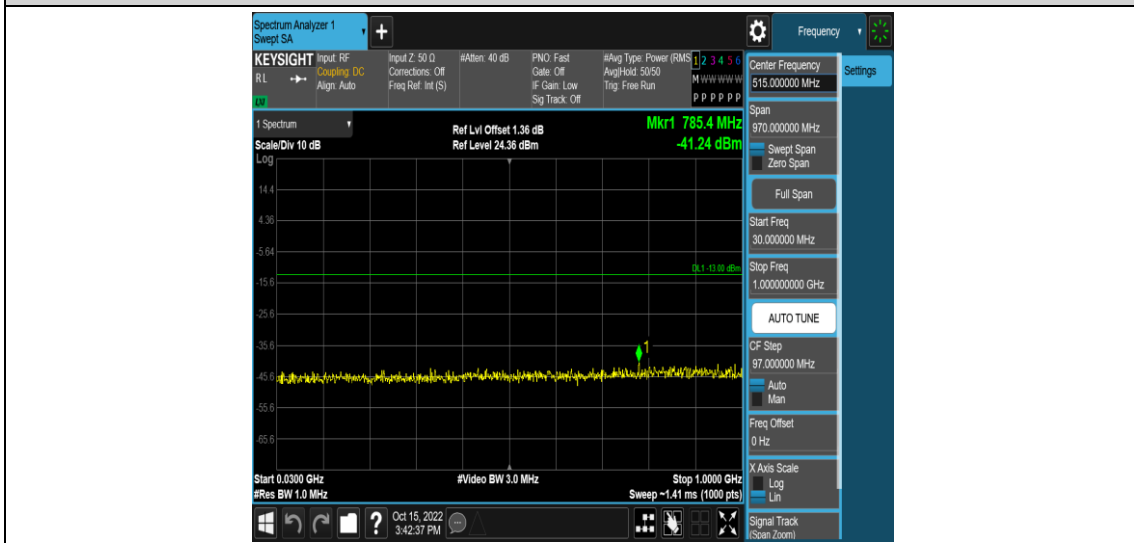 Spectrum Analyzer 1
Swept SA
+
Frequency
KEYSIGHT
RL
LXI
Input: RF
Coupling: DC
Align: Auto
Input Z: 50 Ω
Corrections: Off
Freq Ref: Int (S)
#Atten: 40 dB
PNO: Fast
Gate: Off
IF Gain: Low
Sig Track: Off
#Avg Type: Power (RMS
Avg|Hold: 50/50
Trig: Free Run
1 2 3 4 5 6
M W W W W W
P P P P P P
1 Spectrum
Scale/Div 10 dB
Ref Lvl Offset 1.36 dB
Ref Level 24.36 dBm
Mkr1 785.4 MHz
-41.24 dBm
Log
14.4
4.36
-5.64
DL1 -13.00 dBm
-15.6
-25.6
-35.6
1
-45.6
-55.6
-65.6
Start 0.0300 GHz
#Res BW 1.0 MHz
#Video BW 3.0 MHz
Stop 1.0000 GHz
Sweep ~1.41 ms (1000 pts)
?
Oct 15, 2022
3:42:37 PM
Center Frequency
515.000000 MHz
Settings
Span
970.000000 MHz
Swept Span
Zero Span
Full Span
Start Freq
30.000000 MHz
Stop Freq
1.000000000 GHz
AUTO TUNE
CF Step
97.000000 MHz
Auto
Man
Freq Offset
0 Hz
X Axis Scale
Log
Lin
Signal Track
(Span Zoom)